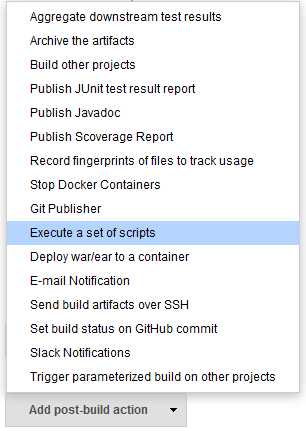 Aggregate downstream test results
Archive the artifacts
Build other projects
Publish JUnit test result report
Publish Javadoc
Publish Scoverage Report
Record fingerprints of files to track usage
Stop Docker Containers
Git Publisher
Execute a set of scripts
Deploy war/ear to a container
E-mail Notification
Send build artifacts over SSH
Set build status on GitHub commit
Slack Notifications
Trigger parameterized build on other projects
Add post-build action